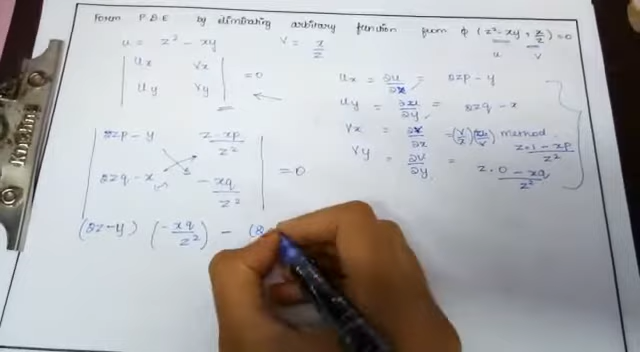 Form P.D.E by eliminating arbitrary function from φ (z² - xy, x/z) = 0
u v
u = z² - xy V = x/z
| ux vx |
| uy vy | = 0
ux = ∂u/∂x = 2zp - y
uy = ∂u/∂y = 2zq - x
Vx = ∂v/∂x = method z.1 - xp / z²
Vy = ∂v/∂y = z.0 - xq / z²
| 2zp - y z - xp / z² |
| 2zq - x - xq / z² | = 0
(2z - y) (- xq / z²) - (2